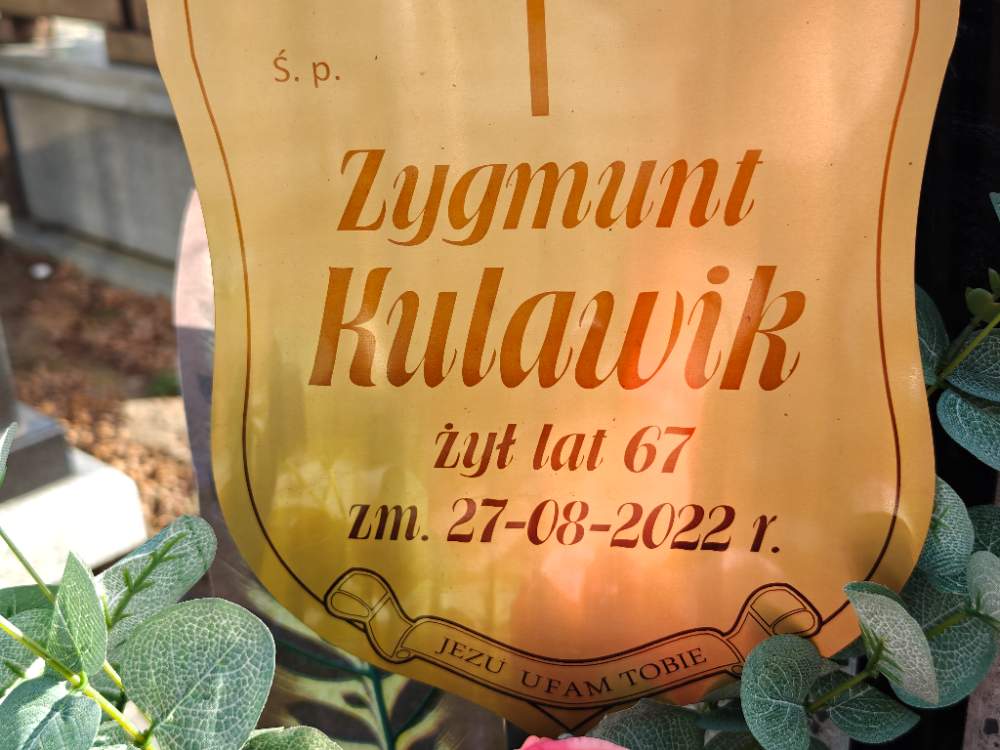 Ś. p.
Zygmunt
Kulawik
żył lat 67
zm. 27-08-2022 r.
JEZU UFAM TOBIE